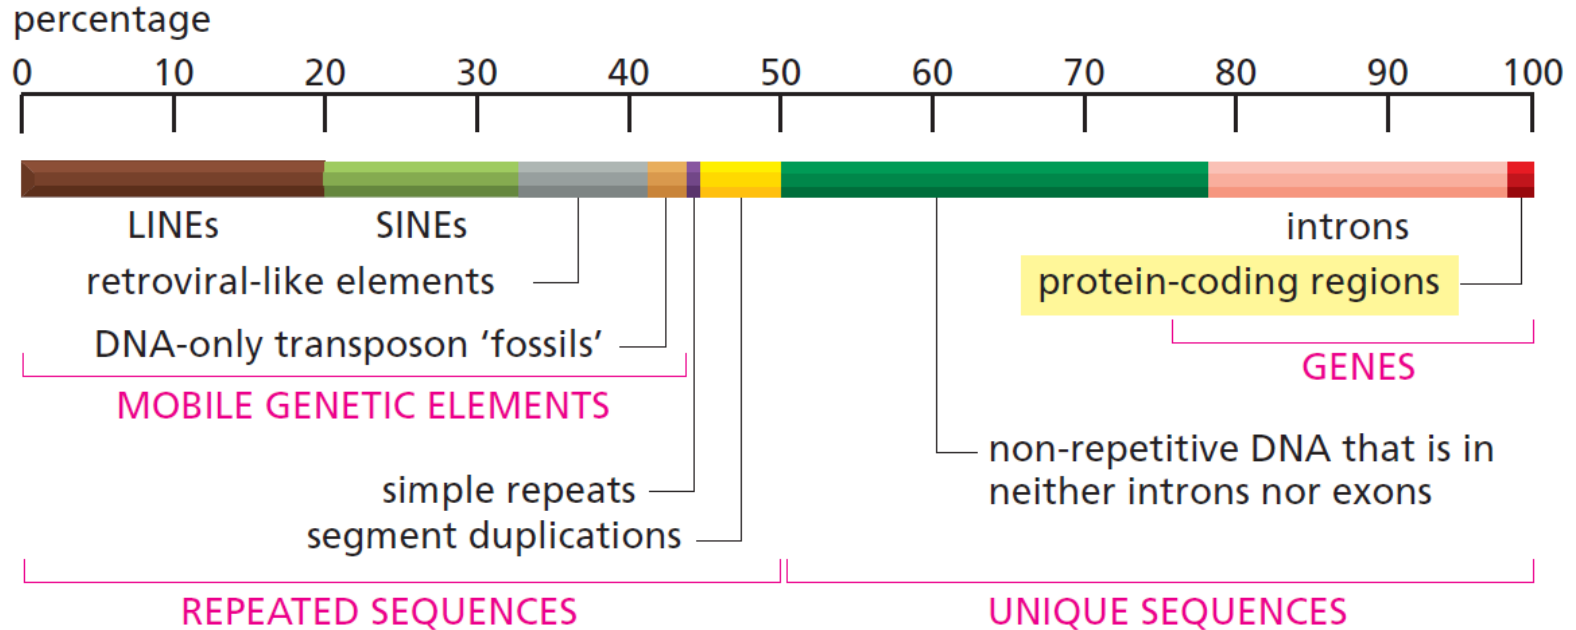 percentage
0 10 20 30 40 50 60 70 80 90 100
LINEs SINEs introns
retroviral-like elements protein-coding regions
DNA-only transposon ‘fossils’
GENES
MOBILE GENETIC ELEMENTS
non-repetitive DNA that is in
neither introns nor exons
simple repeats
segment duplications
REPEATED SEQUENCES UNIQUE SEQUENCES